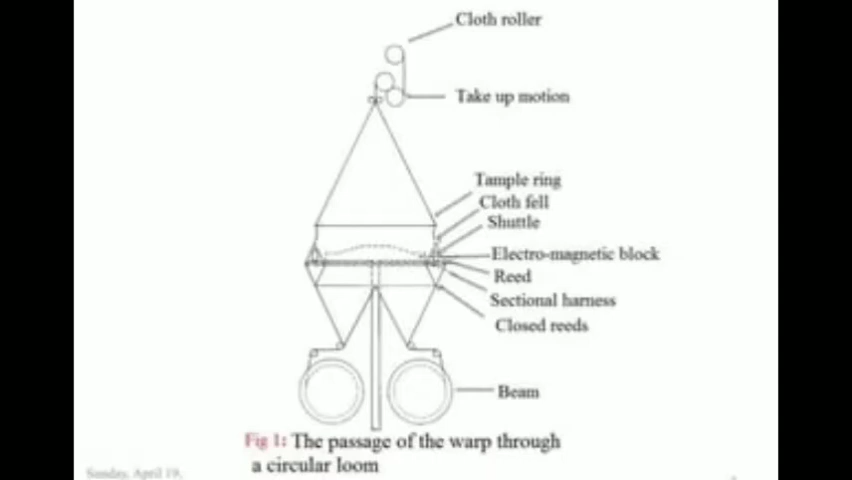 Cloth roller
Take up motion
Tample ring
Cloth fell
Shuttle
Electro-magnetic block
Reed
Sectional harness
Closed reeds
Beam
Fig 1: The passage of the warp through
a circular loom
Sunday, April 19,